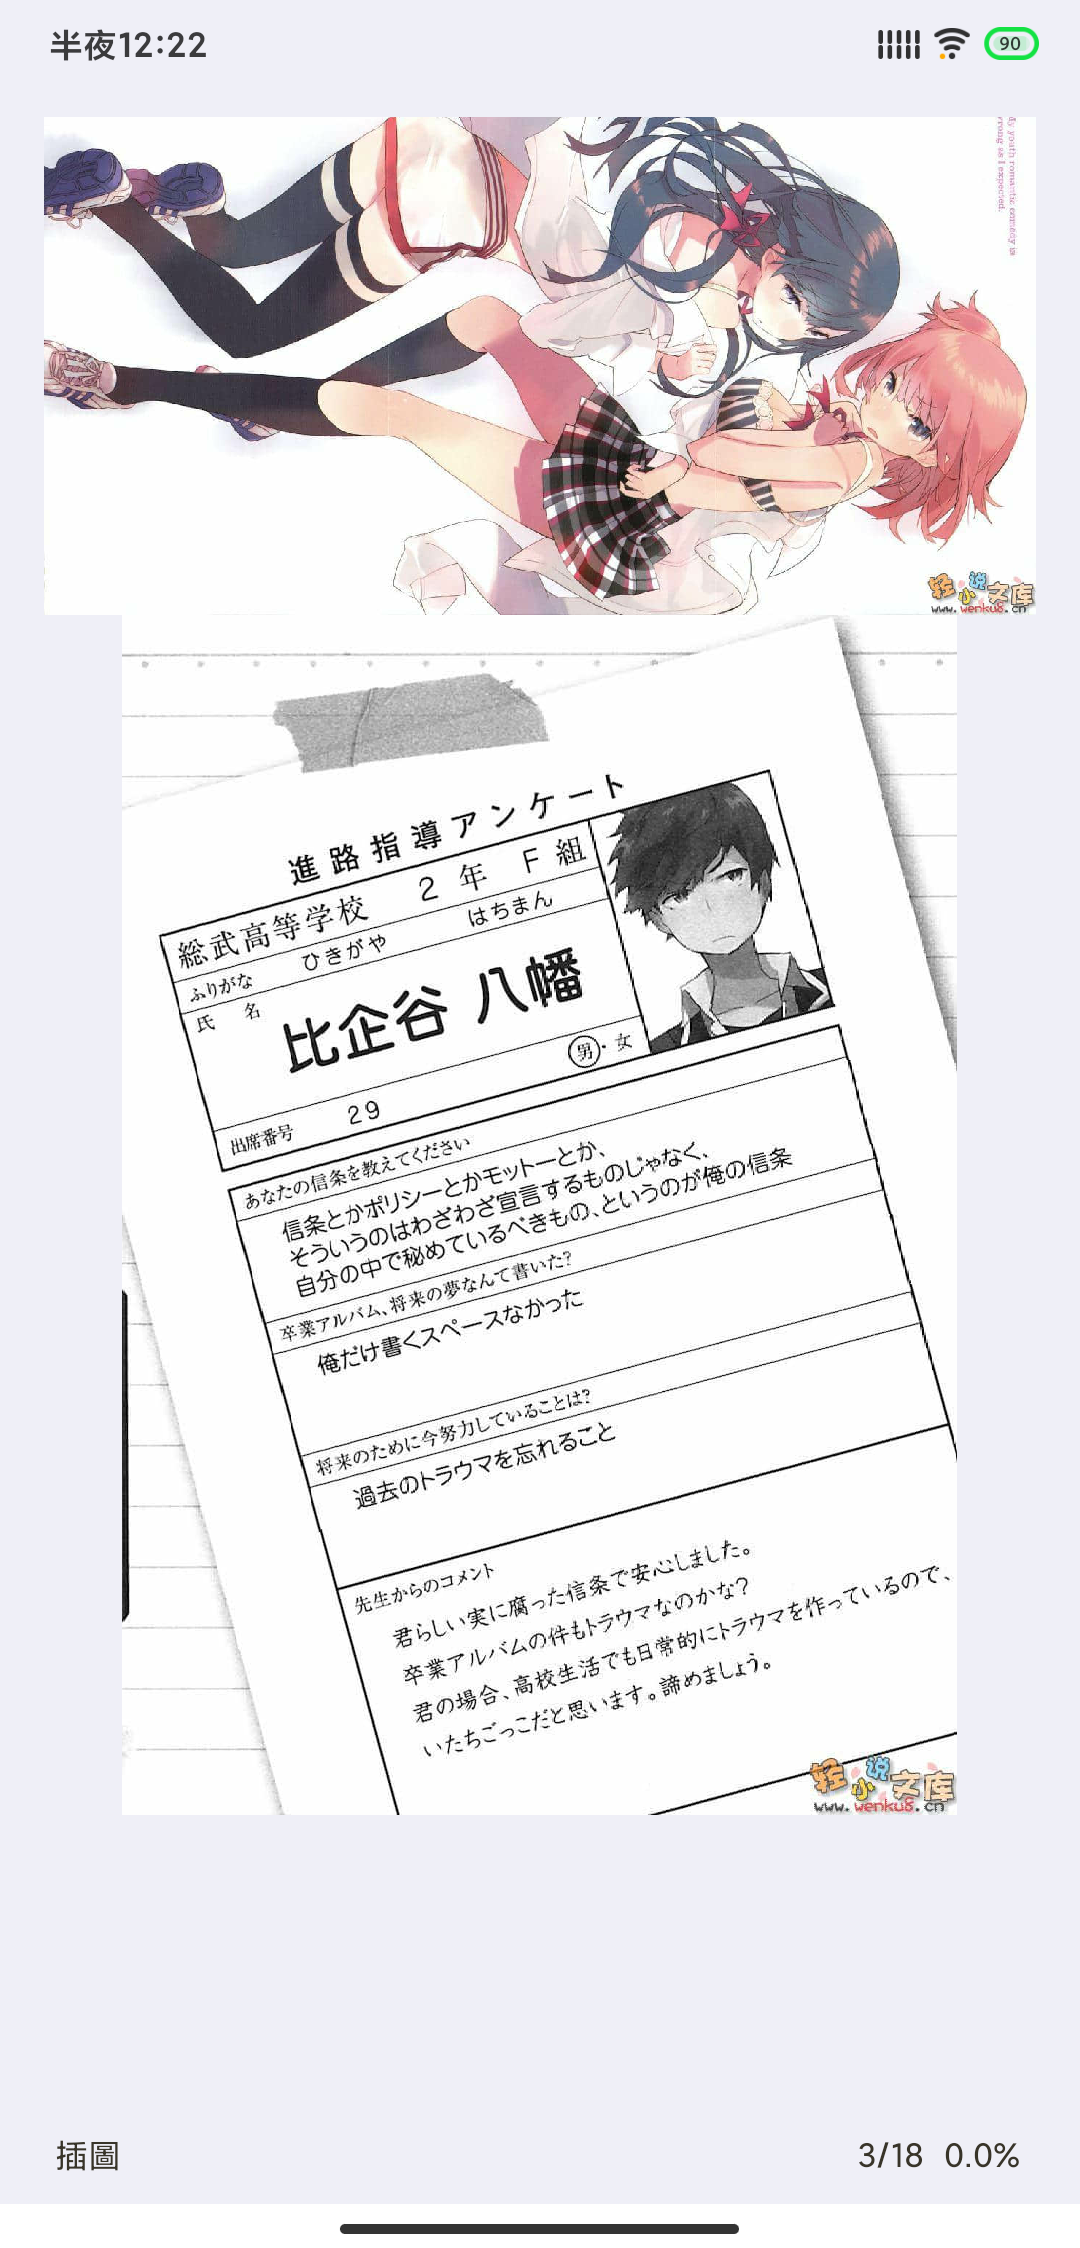 半夜12:22
90
My youth romantic comedy is
wrong as I expected.
轻小说文库
www.wenku8.cn
進路指導アンケート
総武高等学校 2年 F組
ふりがな ひきがや はちまん
氏名 比企谷 八幡
男・女
出席番号 29
あなたの信条を教えてください
信条とかポリシーとかモットーとか、
そういうのはわざわざ宣言するものじゃなく、
自分の中で秘めているべきもの、というのが俺の信条
卒業アルバム、将来の夢なんて書いた?
俺だけ書くスペースなかった
将来のために今努力していることは?
過去のトラウマを忘れること
先生からのコメント
君らしい実に腐った信条で安心しました。
卒業アルバムの件もトラウマなのかな?
君の場合、高校生活でも日常的にトラウマを作っているので、
いたちごっこだと思います。諦めましょう。
轻小说文库
www.wenku8.cn
插圖
3/18 0.0%